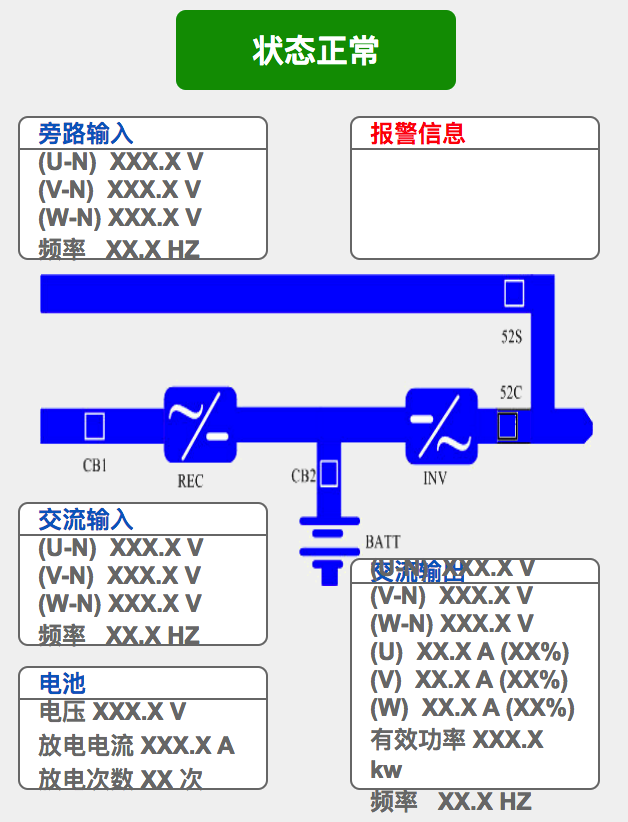 状态正常
旁路输入
(U-N) XXX.X V
(V-N) XXX.X V
(W-N) XXX.X V
频率 XX.X HZ
报警信息
52S
52C
CB1
REC
CB2
INV
BATT
交流输入
(U-N) XXX.X V
(V-N) XXX.X V
(W-N) XXX.X V
频率 XX.X HZ
电池
电压 XXX.X V
放电电流 XXX.X A
放电次数 XX 次
交流输出
(U-N) XXX.X V
(V-N) XXX.X V
(W-N) XXX.X V
(U) XX.X A (XX%)
(V) XX.X A (XX%)
(W) XX.X A (XX%)
有效功率 XXX.X
kw
频率 XX.X HZ